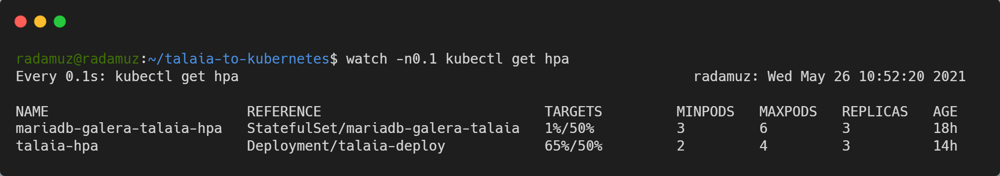 radamuz@radamuz:~/talaia-to-kubernetes$ watch -n0.1 kubectl get hpa
Every 0.1s: kubectl get hpa radamuz: Wed May 26 10:52:20 2021
NAME REFERENCE TARGETS MINPODS MAXPODS REPLICAS AGE
mariadb-galera-talaia-hpa StatefulSet/mariadb-galera-talaia 1%/50% 3 6 3 18h
talaia-hpa Deployment/talaia-deploy 65%/50% 2 4 3 14h